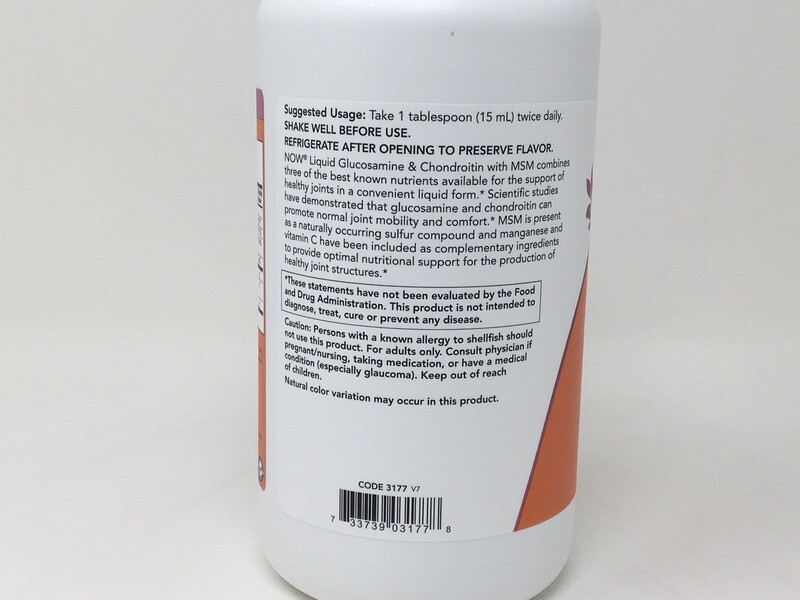 Suggested Usage: Take 1 tablespoon (15 mL) twice daily.
SHAKE WELL BEFORE USE.
REFRIGERATE AFTER OPENING TO PRESERVE FLAVOR.
NOW® Liquid Glucosamine & Chondroitin with MSM combines
three of the best known nutrients available for the support of
healthy joints in a convenient liquid form.* Scientific studies
have demonstrated that glucosamine and chondroitin can
promote normal joint mobility and comfort.* MSM is present
as a naturally occurring sulfur compound and manganese and
vitamin C have been included as complementary ingredients
to provide optimal nutritional support for the production of
healthy joint structures.*
*These statements have not been evaluated by the Food
and Drug Administration. This product is not intended to
diagnose, treat, cure or prevent any disease.
Caution: Persons with a known allergy to shellfish should
not use this product. For adults only. Consult physician if
pregnant/nursing, taking medication, or have a medical
condition (especially glaucoma). Keep out of reach
of children.
Natural color variation may occur in this product.
CODE 3177 V7
7 33739 03177 8